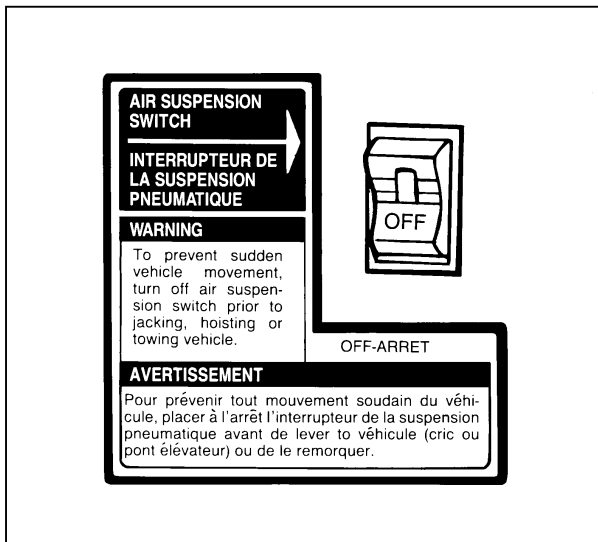 AIR SUSPENSION
SWITCH
INTERRUPTEUR DE
LA SUSPENSION
PNEUMATIQUE
WARNING
To prevent sudden
vehicle movement,
turn off air suspen-
sion switch prior to
jacking, hoisting or
towing vehicle.
OFF
OFF-ARRET
AVERTISSEMENT
Pour prévenir tout mouvement soudain du véhi-
cule, placer à l'arrêt l'interrupteur de la suspension
pneumatique avant de lever to véhicule (cric ou
pont élévateur) ou de le remorquer.